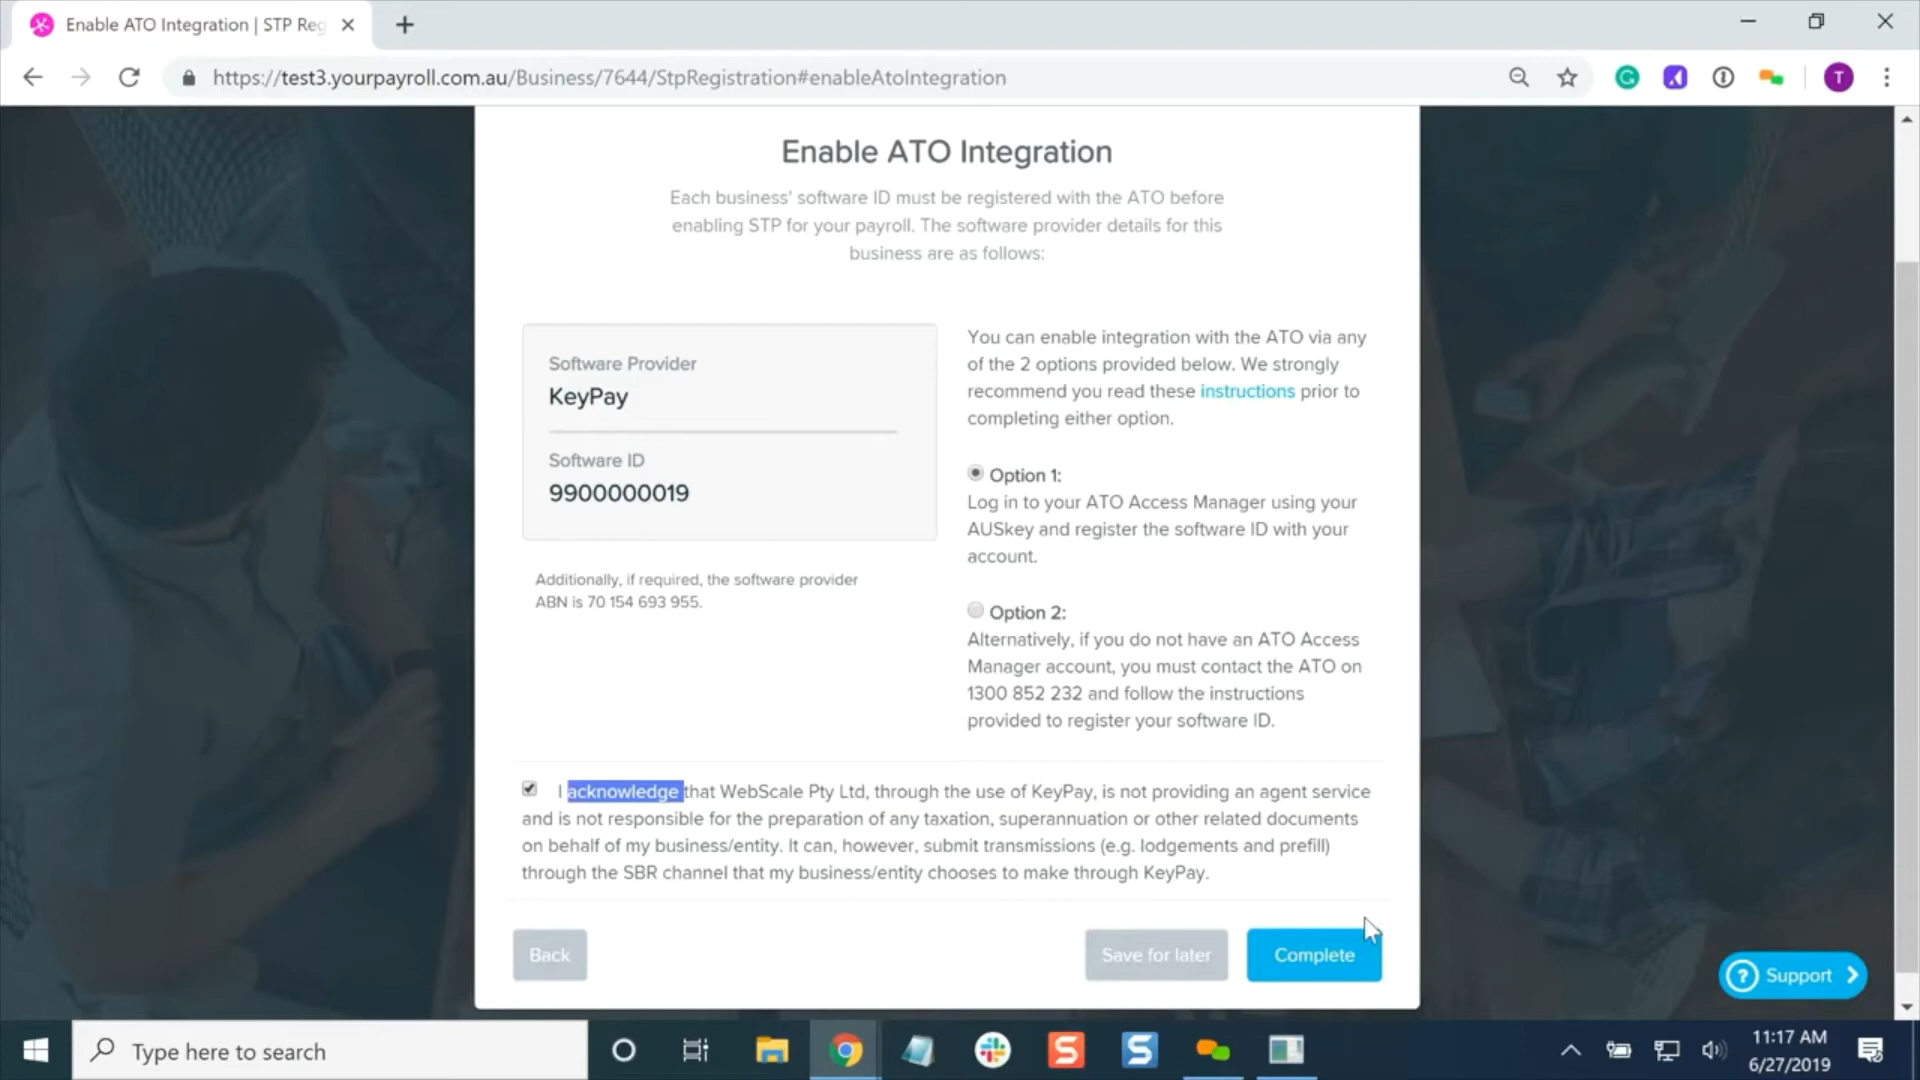 Enable ATO Integration | STP Reg
https://test3.yourpayroll.com.au/Business/7644/StpRegistration#enableAtoIntegration
T
Enable ATO Integration
Each business' software ID must be registered with the ATO before
enabling STP for your payroll. The software provider details for this
business are as follows:
Software Provider
KeyPay
Software ID
9900000019
Additionally, if required, the software provider
ABN is 70 154 693 955.
You can enable integration with the ATO via any
of the 2 options provided below. We strongly
recommend you read these instructions prior to
completing either option.
Option 1:
Log in to your ATO Access Manager using your
AUSkey and register the software ID with your
account.
Option 2:
Alternatively, if you do not have an ATO Access
Manager account, you must contact the ATO on
1300 852 232 and follow the instructions
provided to register your software ID.
I acknowledge that WebScale Pty Ltd, through the use of KeyPay, is not providing an agent service
and is not responsible for the preparation of any taxation, superannuation or other related documents
on behalf of my business/entity. It can, however, submit transmissions (e.g. lodgements and prefill)
through the SBR channel that my business/entity chooses to make through KeyPay.
Back
Save for later
Complete
? Support
Type here to search
S
S
11:17 AM
6/27/2019